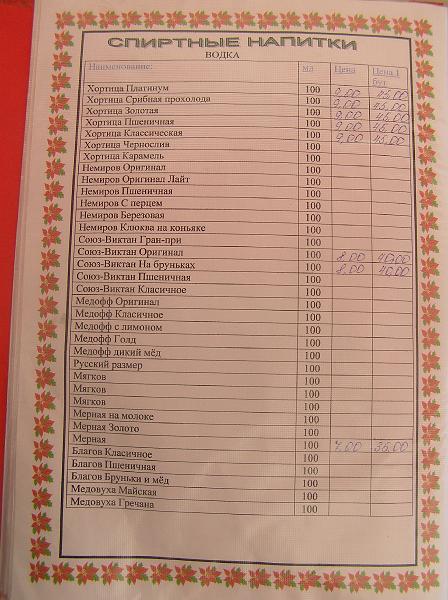 СПИРТНЫЕ НАПИТКИ
ВОДКА
Наименование: мл Цена Цена 1 бут
Хортица Платинум 100 9,00 45,00
Хортица Срибная прохолода 100 9,00 45,00
Хортица Золотая 100 9,00 45,00
Хортица Пшеничная 100 9,00 45,00
Хортица Классическая 100 9,00 45,00
Хортица Чернослив 100
Хортица Карамель 100
Немиров Оригинал 100
Немиров Оригинал Лайт 100
Немиров Пшеничная 100
Немиров С перцем 100
Немиров Березовая 100
Немиров Клюква на коньяке 100
Союз-Виктан Гран-при 100
Союз-Виктан Оригинал 100 8,00 40,00
Союз-Виктан На бруньках 100 8,00 40,00
Союз-Виктан Пшеничная 100
Союз-Виктан Класичное 100
Медофф Оригинал 100
Медофф Класичное 100
Медофф с лимоном 100
Медофф Голд 100
Медофф дикий мёд 100
Русский размер 100
Мягков 100
Мягков 100
Мягков 100
Мерная на молоке 100
Мерная Золото 100
Мерная 100 7,00 35,00
Благов Класичное 100
Благов Пшеничная 100
Благов Бруньки и мёд 100
Медовуха Майская 100
Медовуха Гречана 100